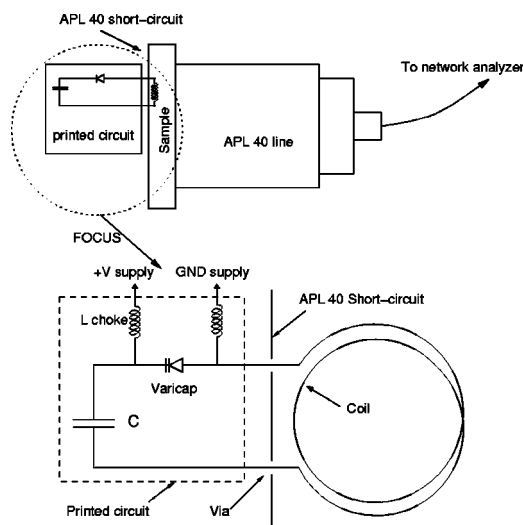 APL 40 short-circuit
To network analyzer
printed circuit
Sample
APL 40 line
FOCUS
+V supply
GND supply
L choke
APL 40 Short-circuit
Varicap
Coil
C
Printed circuit
Via